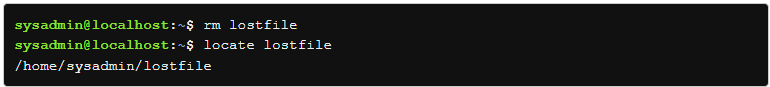 sysadmin@localhost:~$ rm lostfile
sysadmin@localhost:~$ locate lostfile
/home/sysadmin/lostfile